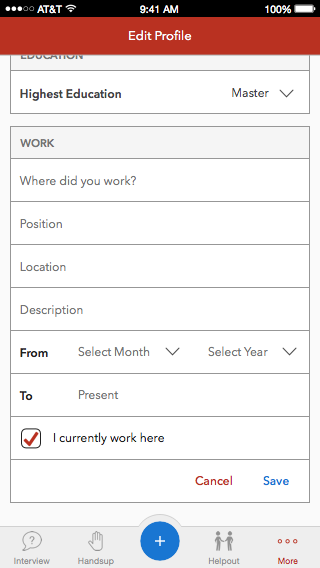 AT&T 9:41 AM 100%
Edit Profile
EDUCATION
Highest Education Master
WORK
Where did you work?
Position
Location
Description
From Select Month Select Year
To Present
I currently work here
Cancel Save
?
+
Interview Handsup Helpout More